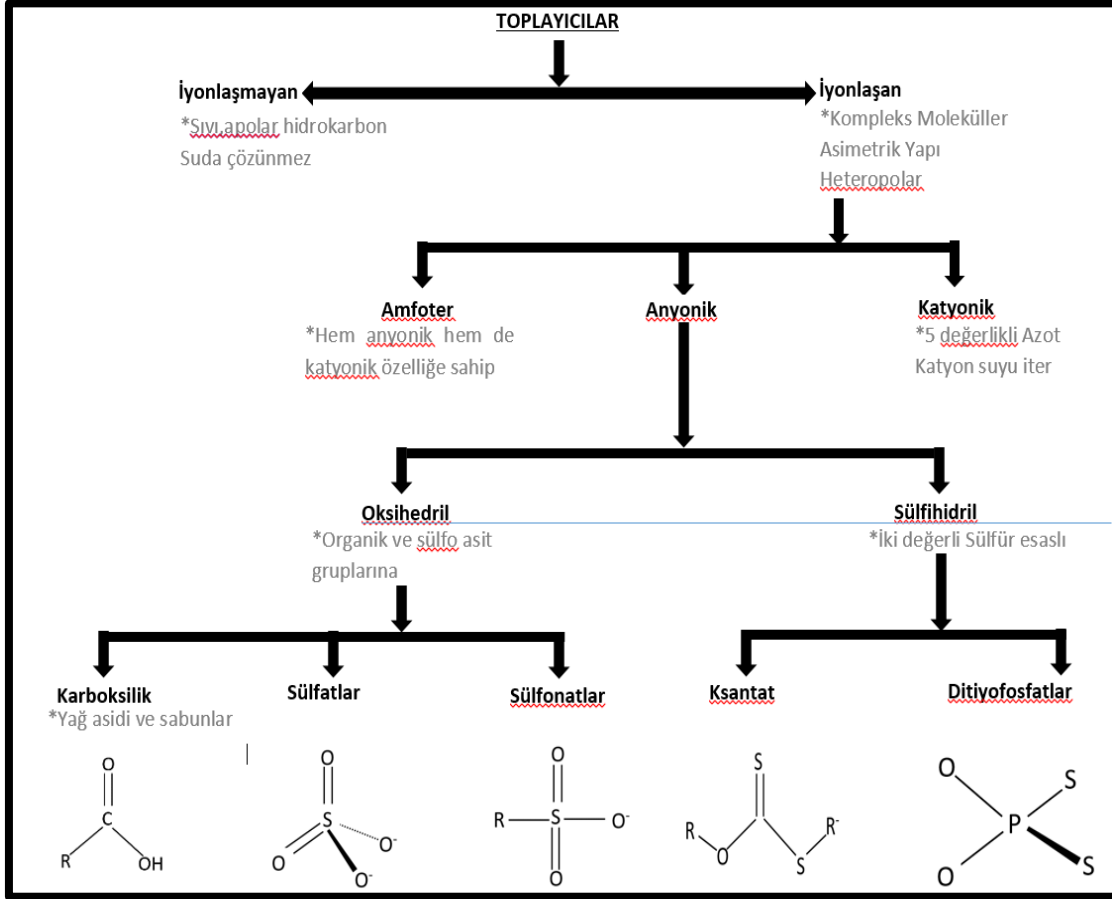 TOPLAYICILAR
İyonlaşmayan
*Sıvı,apolar hidrokarbon
Suda çözünmez
İyonlaşan
*Kompleks Moleküller
Asimetrik Yapı
Heteropolar
Amfoter
*Hem anyonik hem de
katyonik özelliğe sahip
Anyonik
Katyonik
*5 değerlikli Azot
Katyon suyu iter
Oksihedril
*Organik ve sülfo asit
gruplarına
Sülfihidril
*İki değerli Sülfür esaslı
Karboksilik
*Yağ asidi ve sabunlar
Sülfatlar
Sülfonatlar
Ksantat
Ditiyofosfatlar
O
C
R
OH
O
S
O
O⁻
O⁻
O
R
S
O⁻
O
S
R
O
S
R⁻
O
S
P
O
S